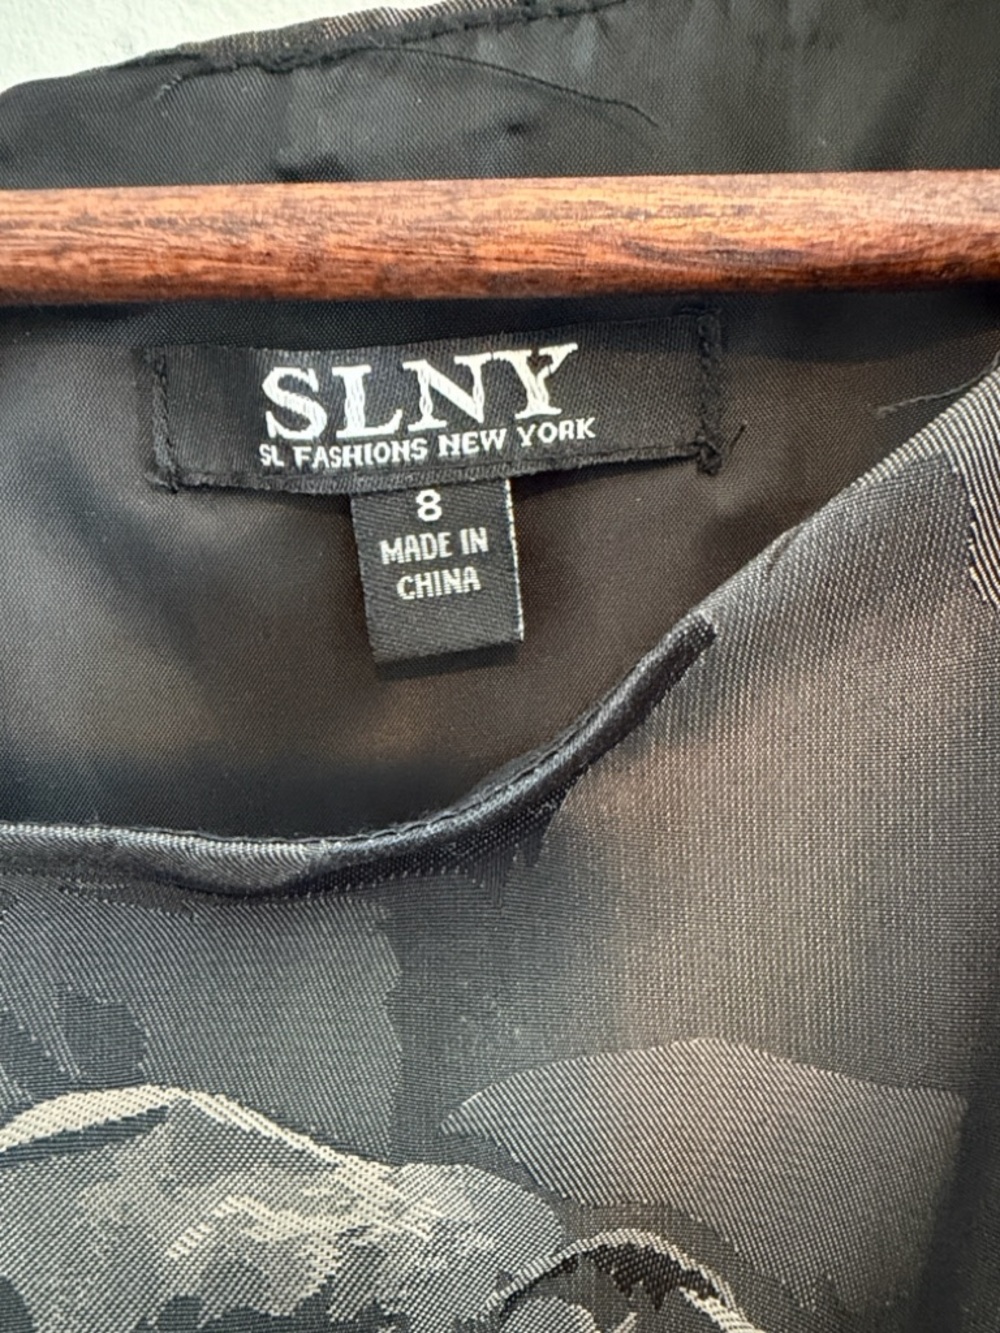 SLNY
SL FASHIONS NEW YORK
8
MADE IN
CHINA